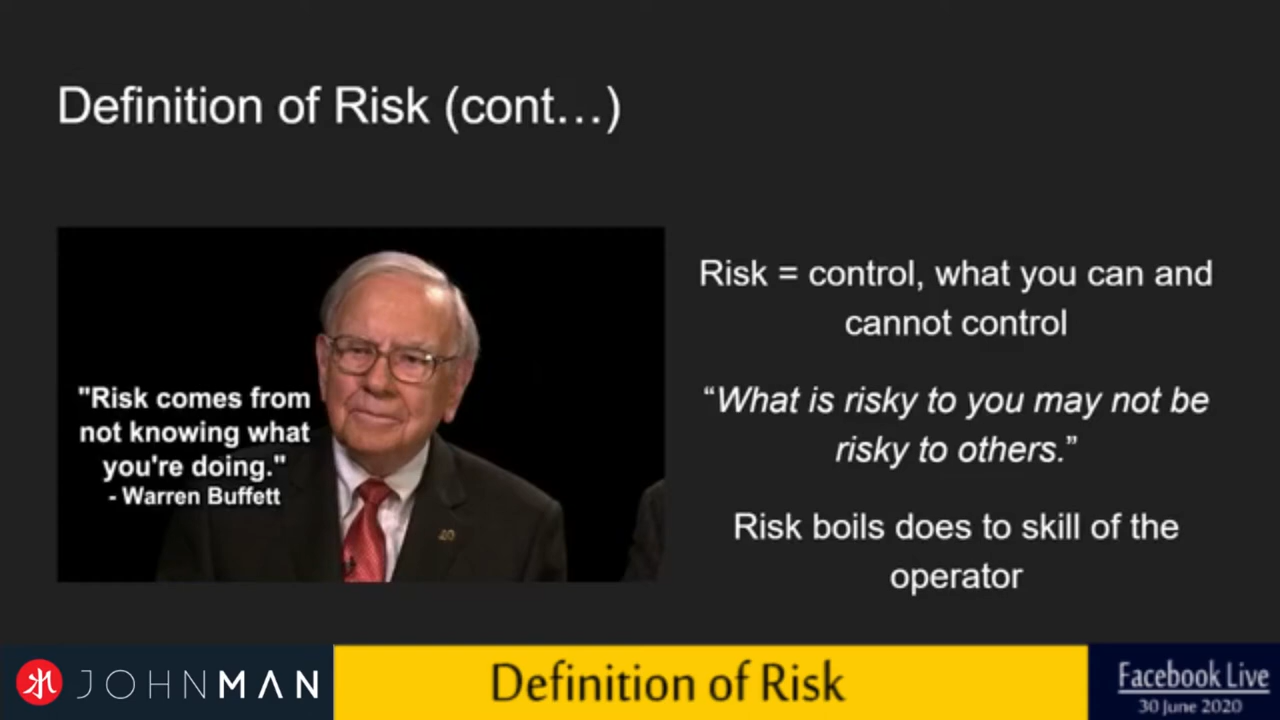 Definition of Risk (cont...)
"Risk comes from
not knowing what
you're doing."
- Warren Buffett
Risk = control, what you can and
cannot control
“What is risky to you may not be
risky to others.”
Risk boils does to skill of the
operator
JOHNMAN
Definition of Risk
Facebook Live
30 June 2020